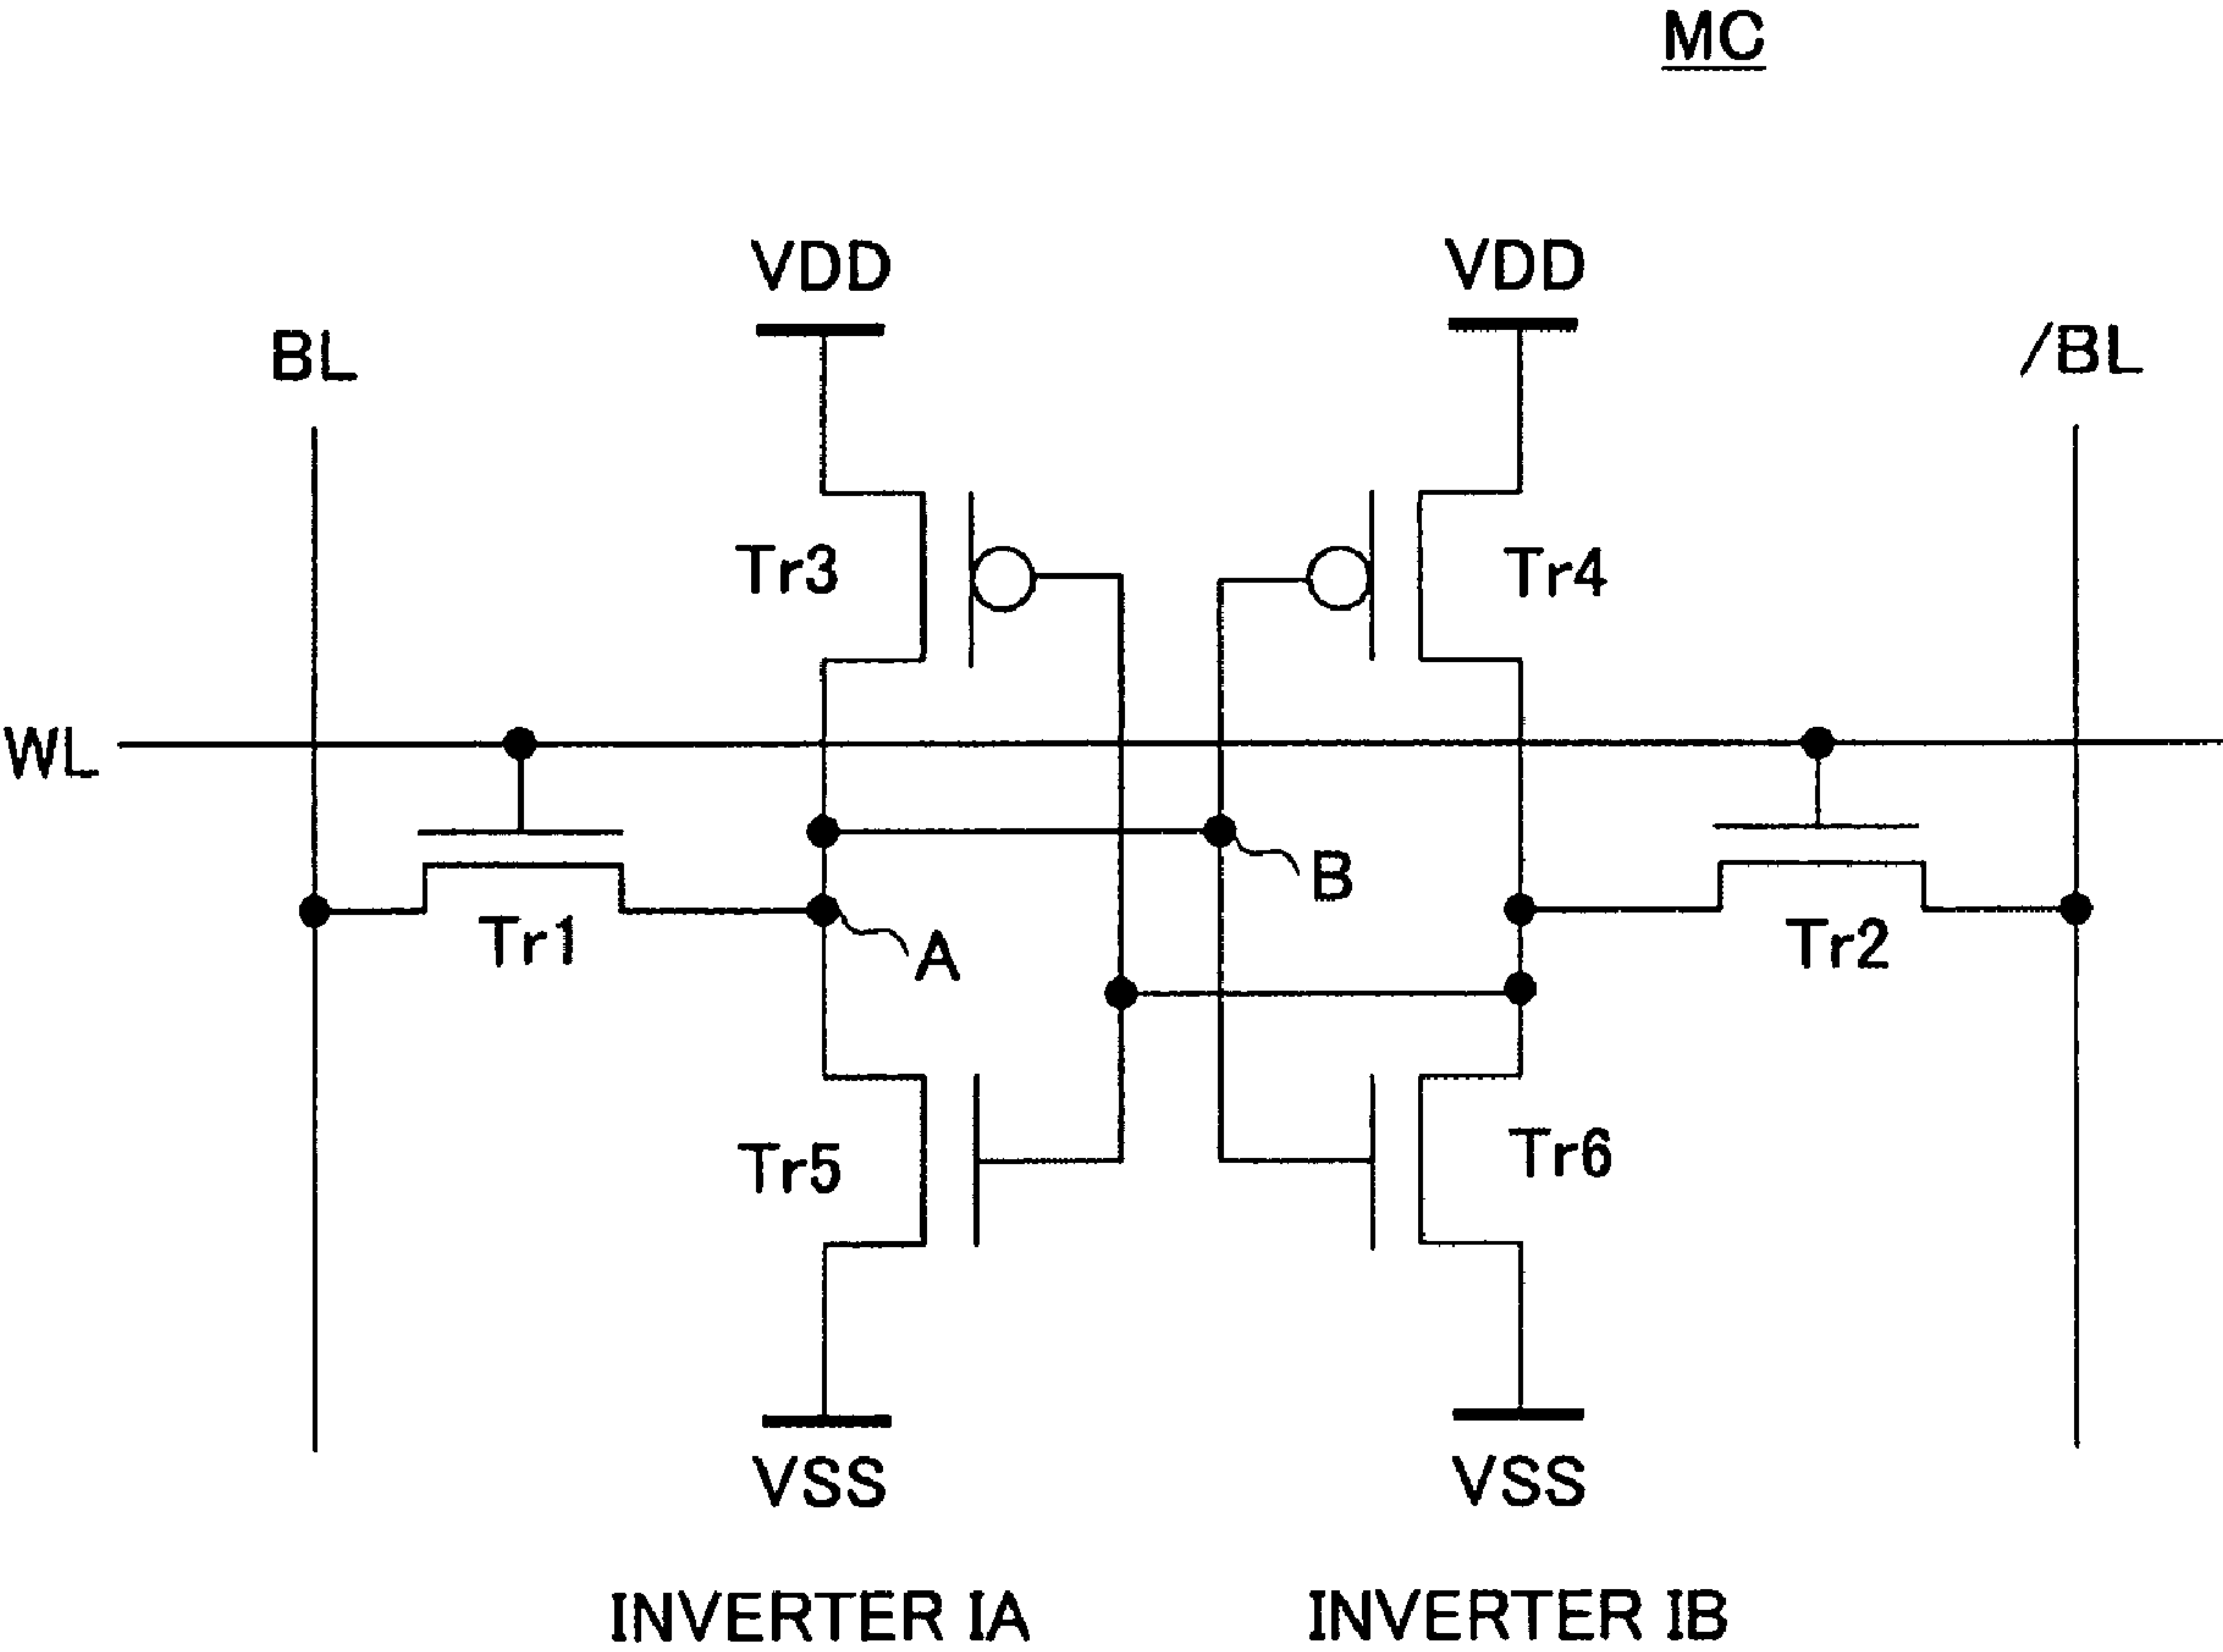 MC
VDD
VDD
BL
/BL
Tr3
Tr4
WL
B
Tr1
A
Tr2
Tr5
Tr6
VSS
VSS
INVERTER IA
INVERTER IB